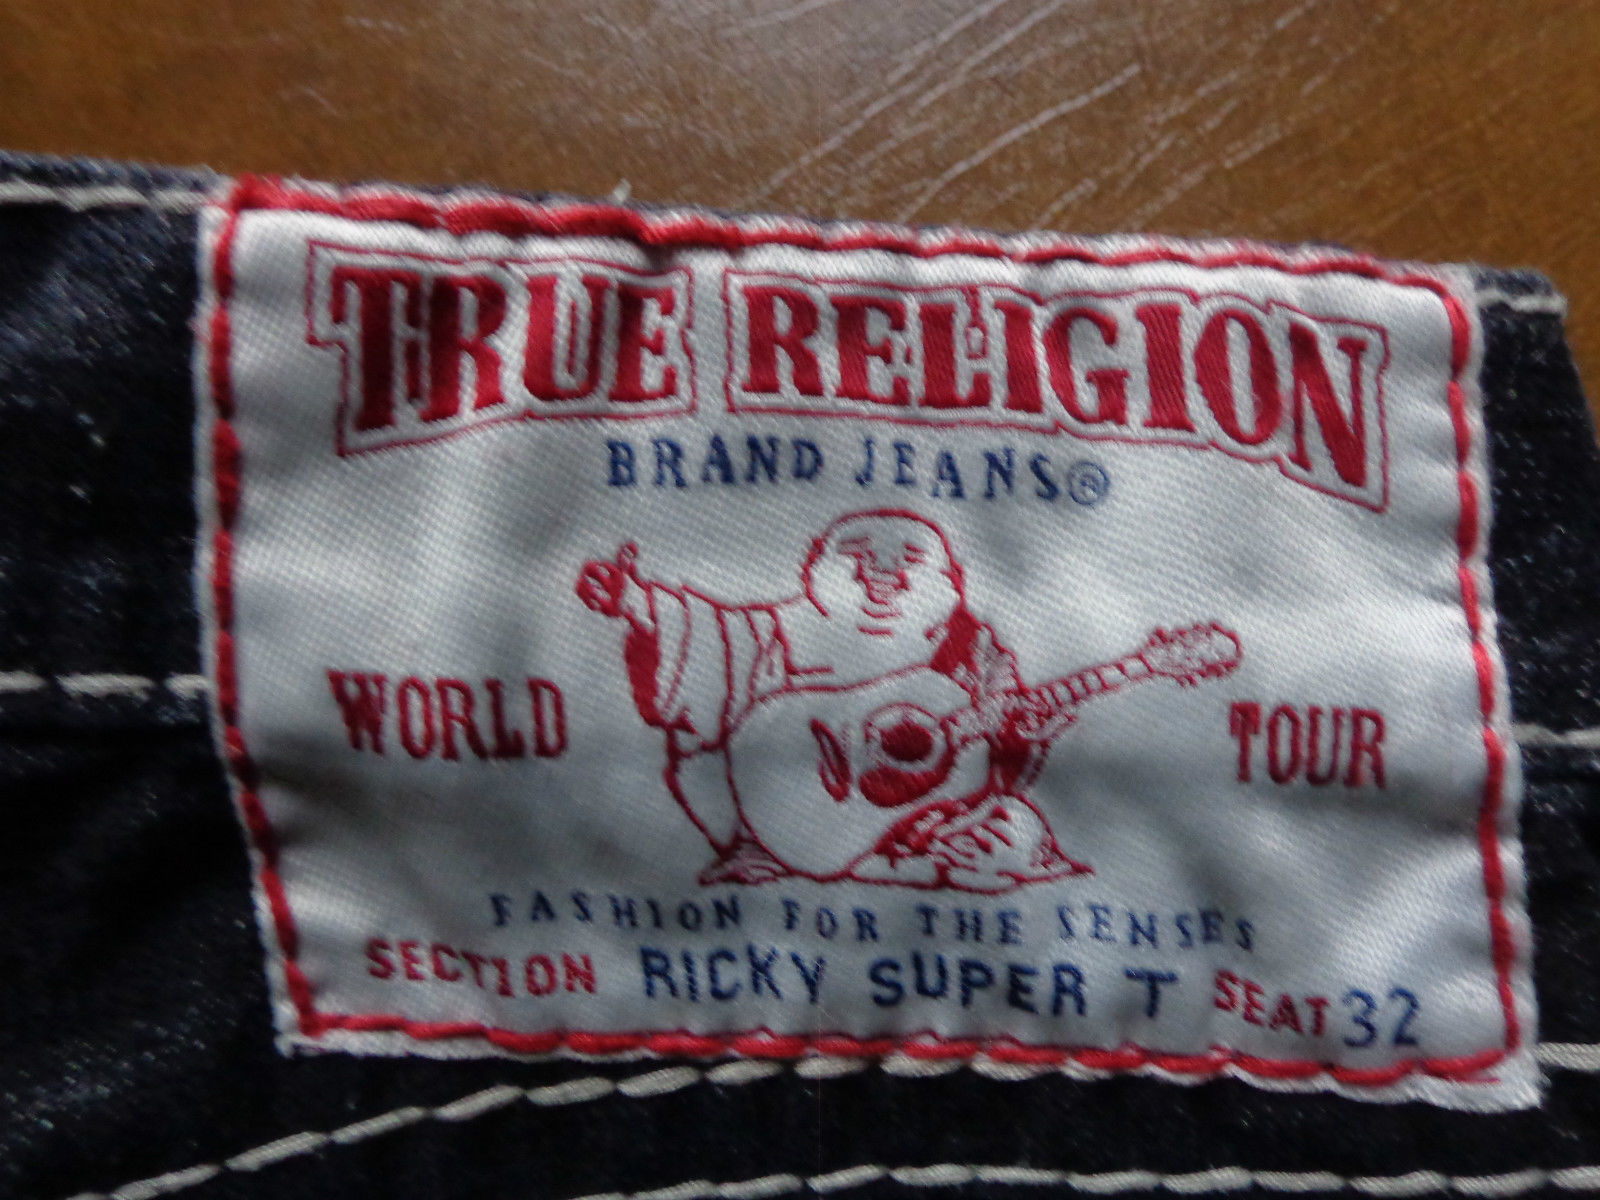 TRUE RELIGION
BRAND JEANS®
WORLD TOUR
FASHION FOR THE SENSES
SECTION RICKY SUPER T SEAT 32